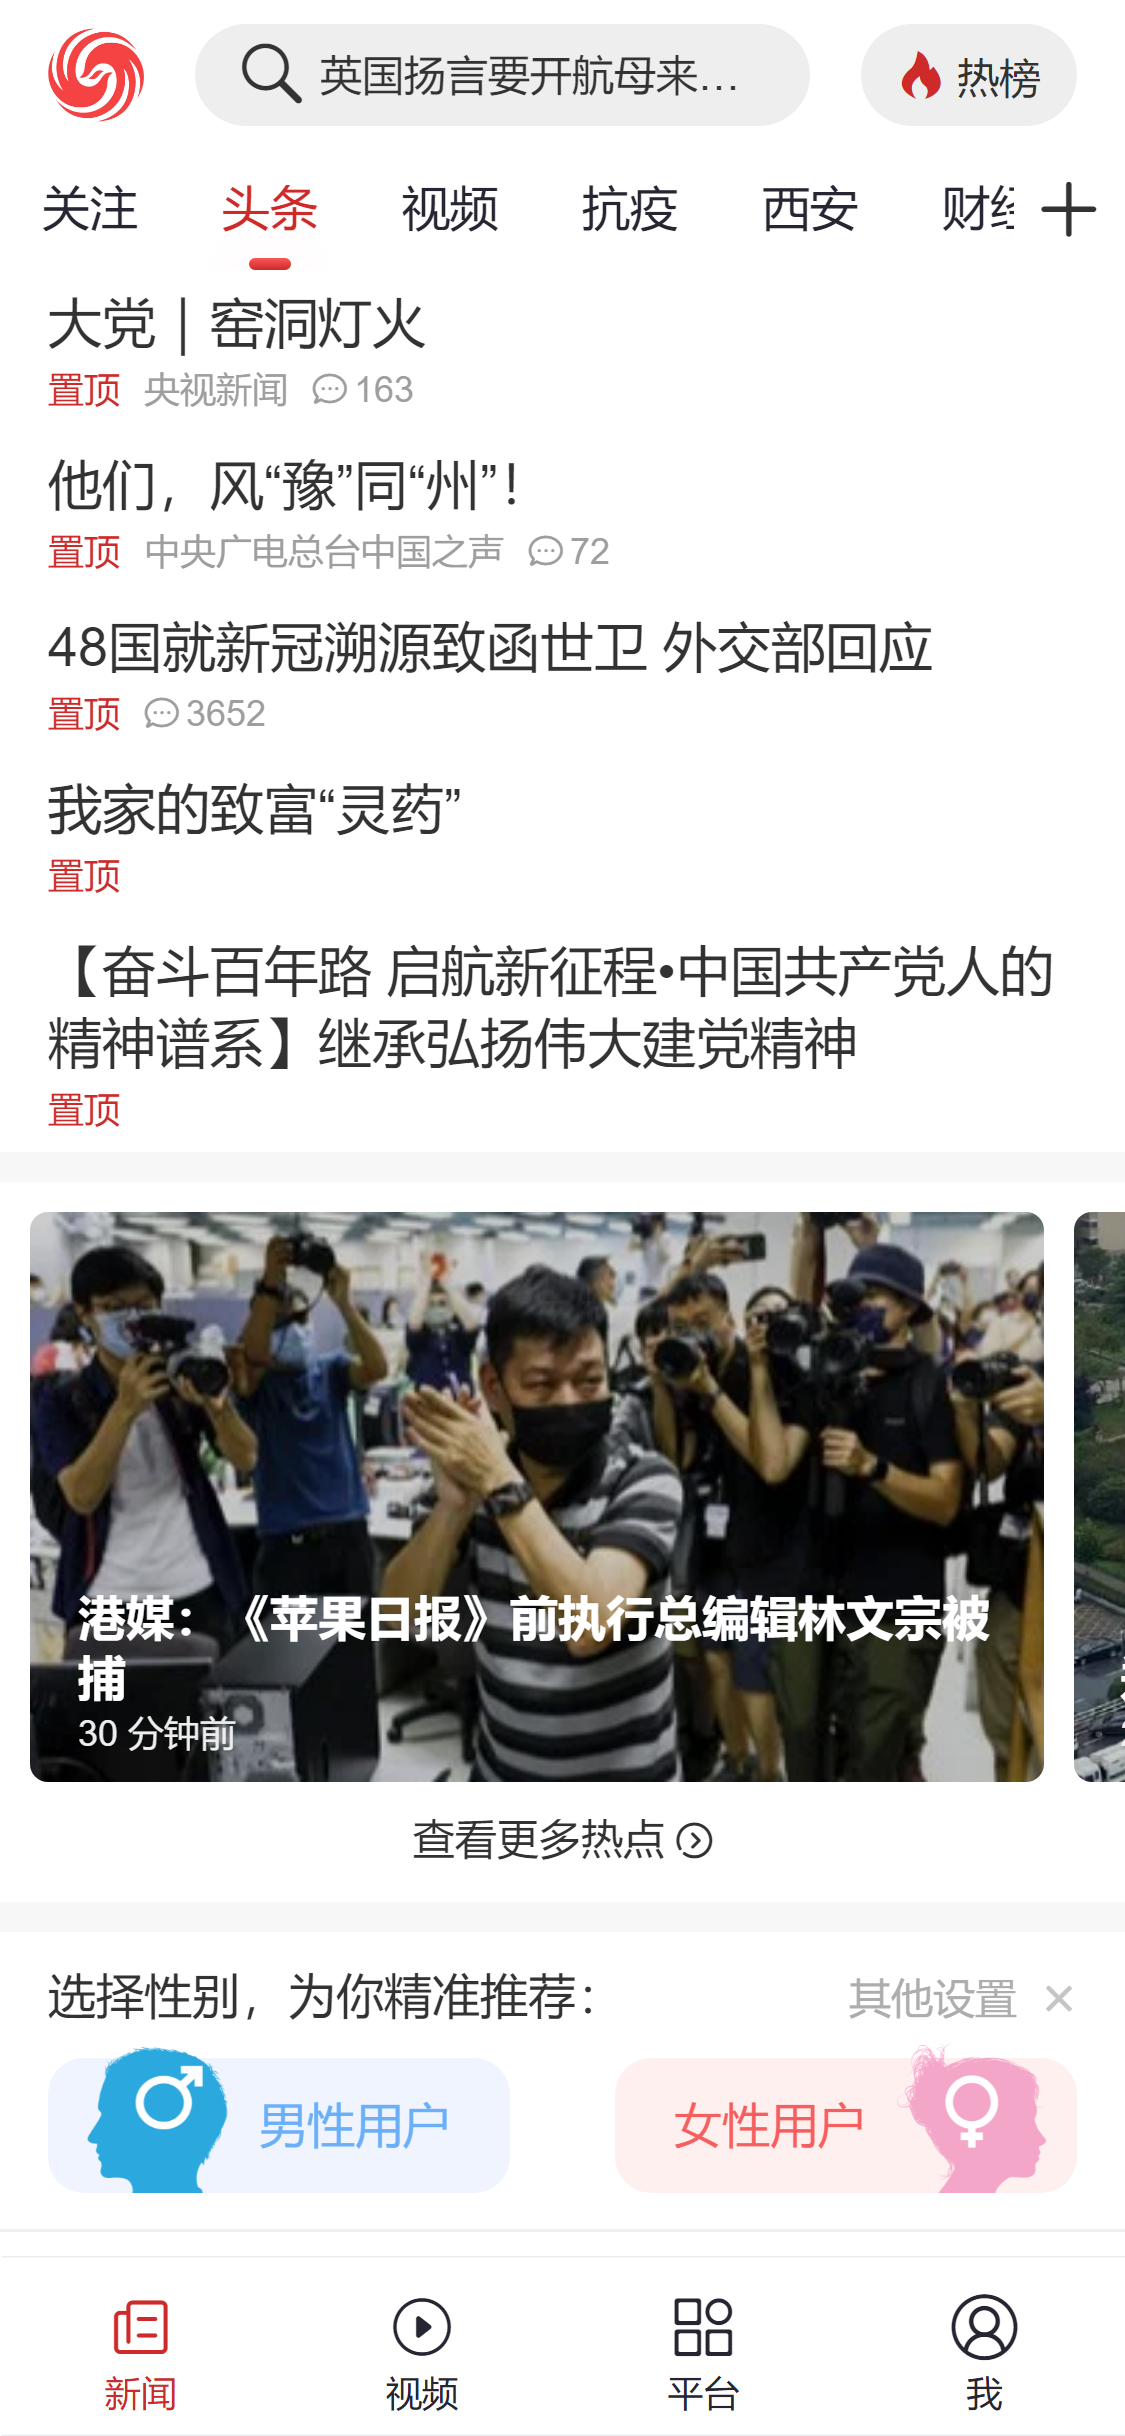 英国扬言要开航母来...
热榜
关注 头条 视频 抗疫 西安 财经
大党｜窑洞灯火
置顶 央视新闻 163
他们，风“豫”同“州”！
置顶 中央广电总台中国之声 72
48国就新冠溯源致函世卫 外交部回应
置顶 3652
我家的致富“灵药”
置顶
【奋斗百年路 启航新征程•中国共产党人的
精神谱系】继承弘扬伟大建党精神
置顶
港媒：《苹果日报》前执行总编辑林文宗被
捕
30 分钟前
查看更多热点
选择性别，为你精准推荐：
其他设置
男性用户
女性用户
新闻 视频 平台 我